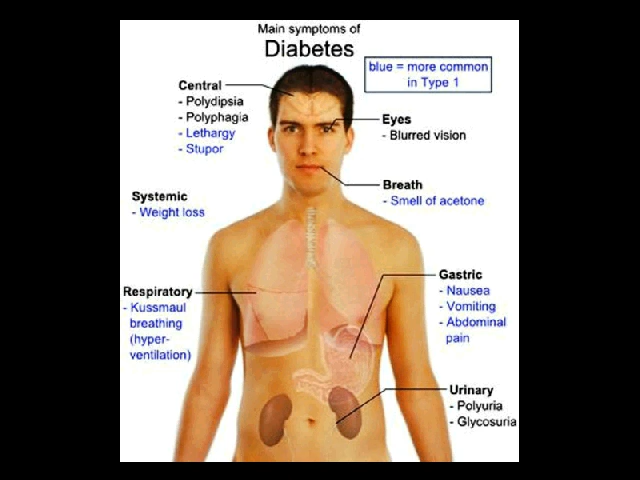 Main symptoms of
Diabetes
blue = more common
in Type 1
Central
- Polydipsia
- Polyphagia
- Lethargy
- Stupor
Eyes
- Blurred vision
Breath
- Smell of acetone
Systemic
- Weight loss
Respiratory
- Kussmaul
breathing
(hyper-
ventilation)
Gastric
- Nausea
- Vomiting
- Abdominal
pain
Urinary
- Polyuria
- Glycosuria